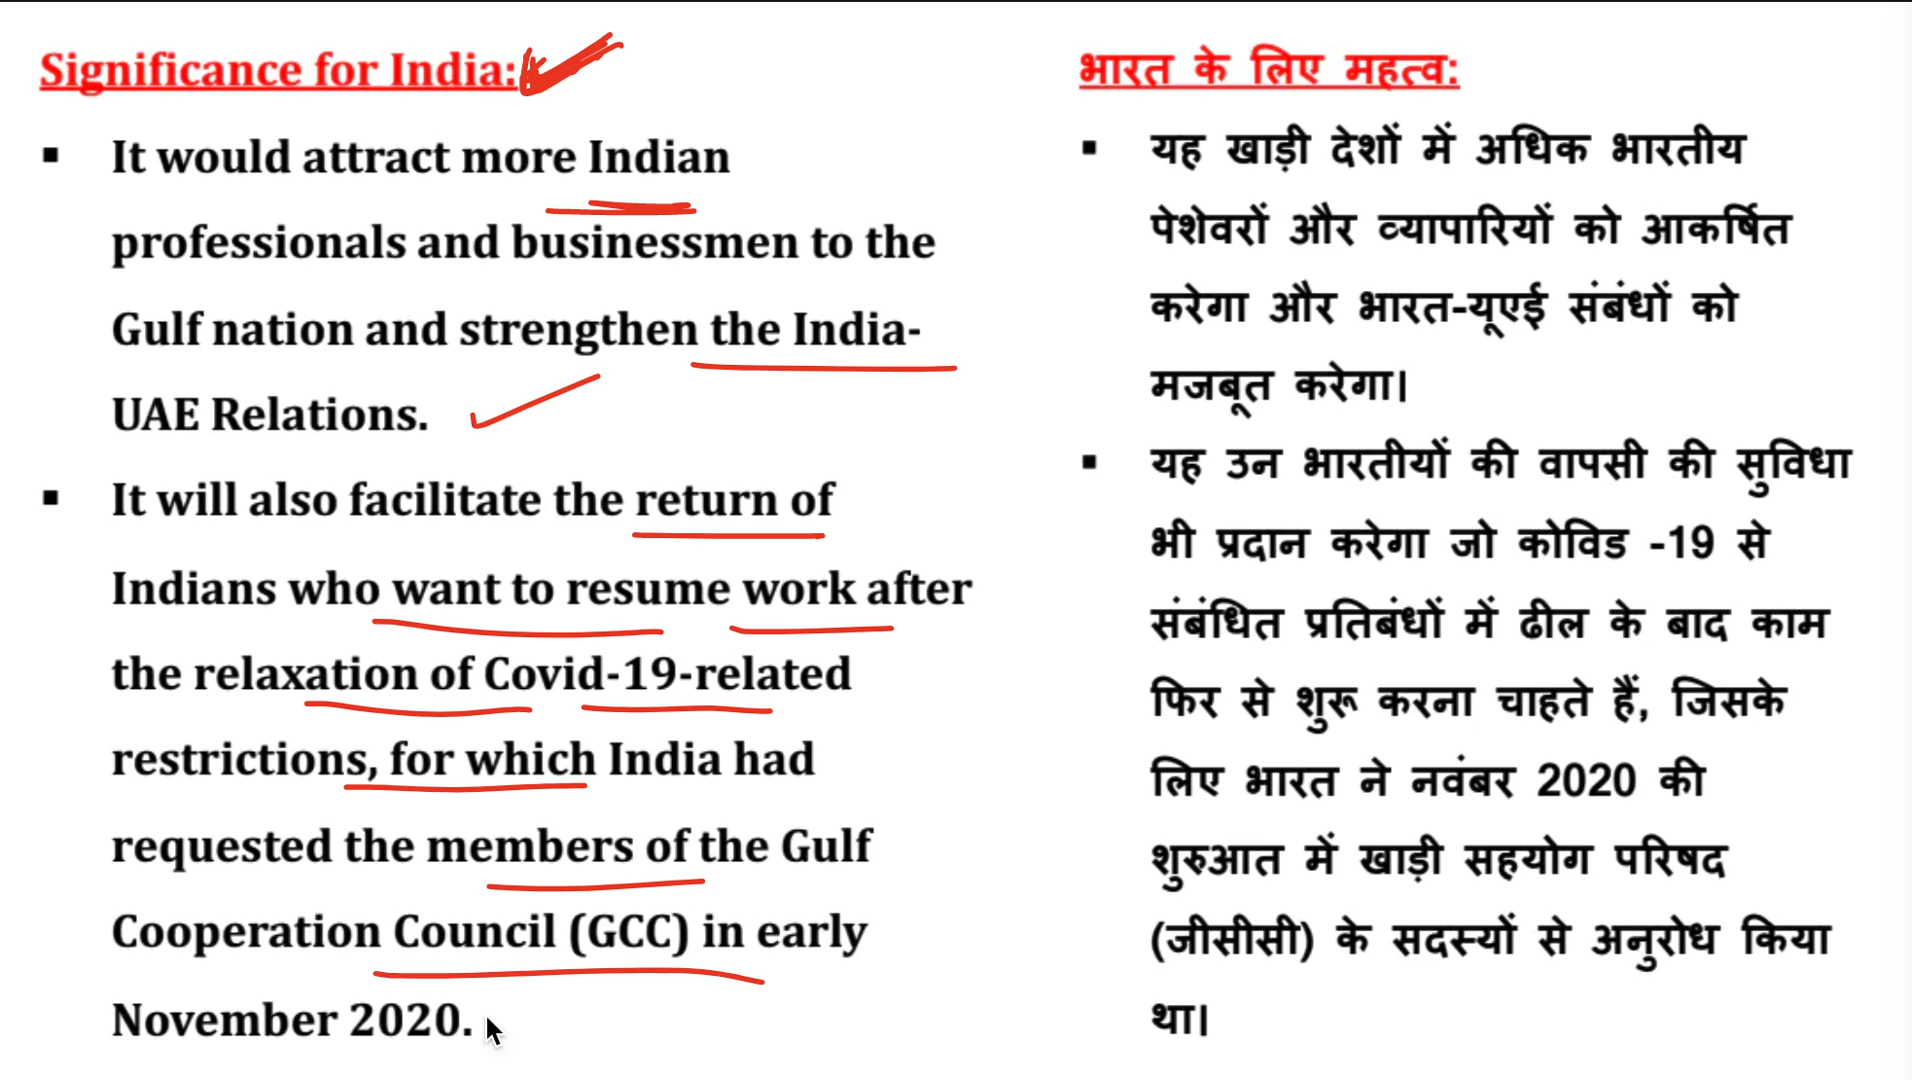 Significance for India:
▪ It would attract more Indian
professionals and businessmen to the
Gulf nation and strengthen the India-
UAE Relations.
▪ It will also facilitate the return of
Indians who want to resume work after
the relaxation of Covid-19-related
restrictions, for which India had
requested the members of the Gulf
Cooperation Council (GCC) in early
November 2020.
भारत के लिए महत्व:
▪ यह खाड़ी देशों में अधिक भारतीय
पेशेवरों और व्यापारियों को आकर्षित
करेगा और भारत-यूएई संबंधों को
मजबूत करेगा।
▪ यह उन भारतीयों की वापसी की सुविधा
भी प्रदान करेगा जो कोविड -19 से
संबंधित प्रतिबंधों में ढील के बाद काम
फिर से शुरू करना चाहते हैं, जिसके
लिए भारत ने नवंबर 2020 की
शुरुआत में खाड़ी सहयोग परिषद
(जीसीसी) के सदस्यों से अनुरोध किया
था।